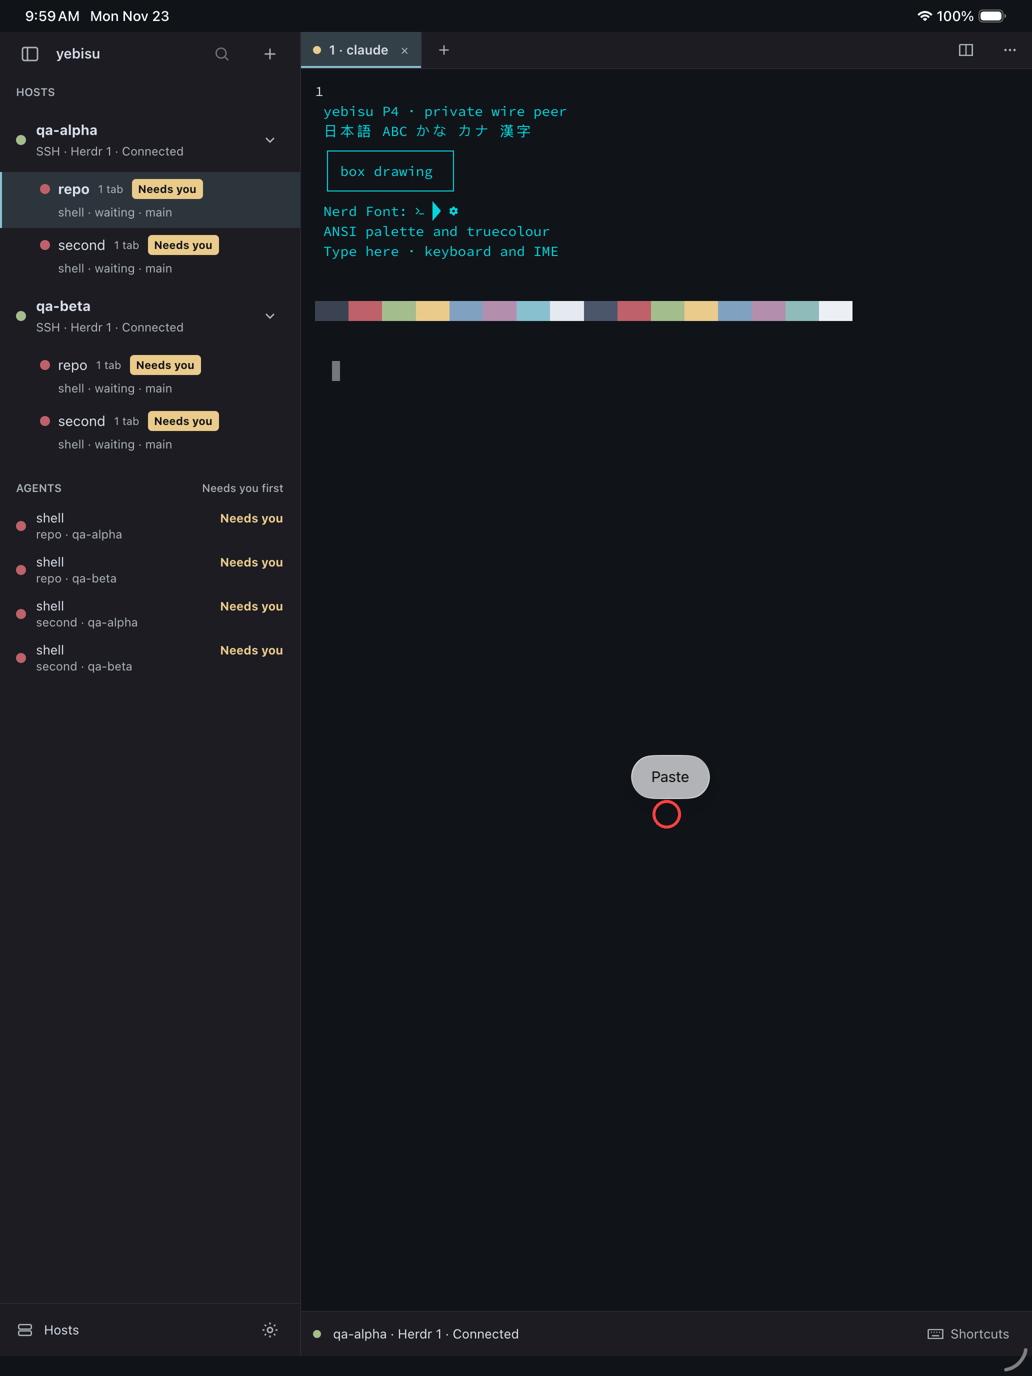 9:59 AM Mon Nov 23
100%
yebisu
HOSTS
qa-alpha
SSH · Herdr 1 · Connected
repo 1 tab Needs you
shell · waiting · main
second 1 tab Needs you
shell · waiting · main
qa-beta
SSH · Herdr 1 · Connected
repo 1 tab Needs you
shell · waiting · main
second 1 tab Needs you
shell · waiting · main
AGENTS Needs you first
shell Needs you
repo · qa-alpha
shell Needs you
repo · qa-beta
shell Needs you
second · qa-alpha
shell Needs you
second · qa-beta
Hosts
1 · claude
1
yebisu P4 · private wire peer
日本語 ABC かな カナ 漢字
box drawing
Nerd Font:
ANSI palette and truecolour
Type here · keyboard and IME
Paste
qa-alpha · Herdr 1 · Connected
Shortcuts